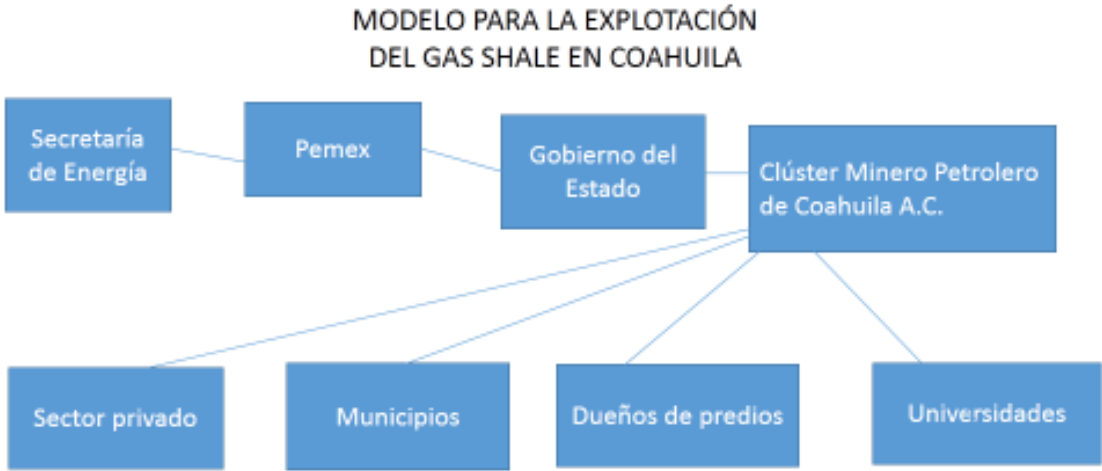 MODELO PARA LA EXPLOTACIÓN
DEL GAS SHALE EN COAHUILA
Secretaría
de Energía
Pemex
Gobierno del
Estado
Clúster Minero Petrolero
de Coahuila A.C.
Sector privado
Municipios
Dueños de predios
Universidades